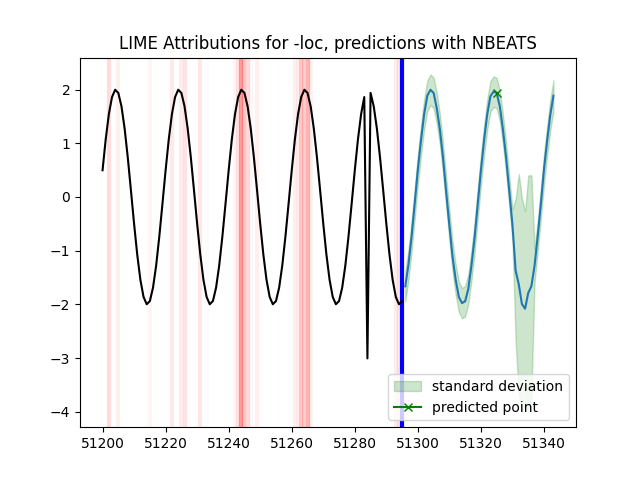 LIME Attributions for -loc, predictions with NBEATS
2
1
0
−1
−2
−3
−4
standard deviation
predicted point
51200 51220 51240 51260 51280 51300 51320 51340